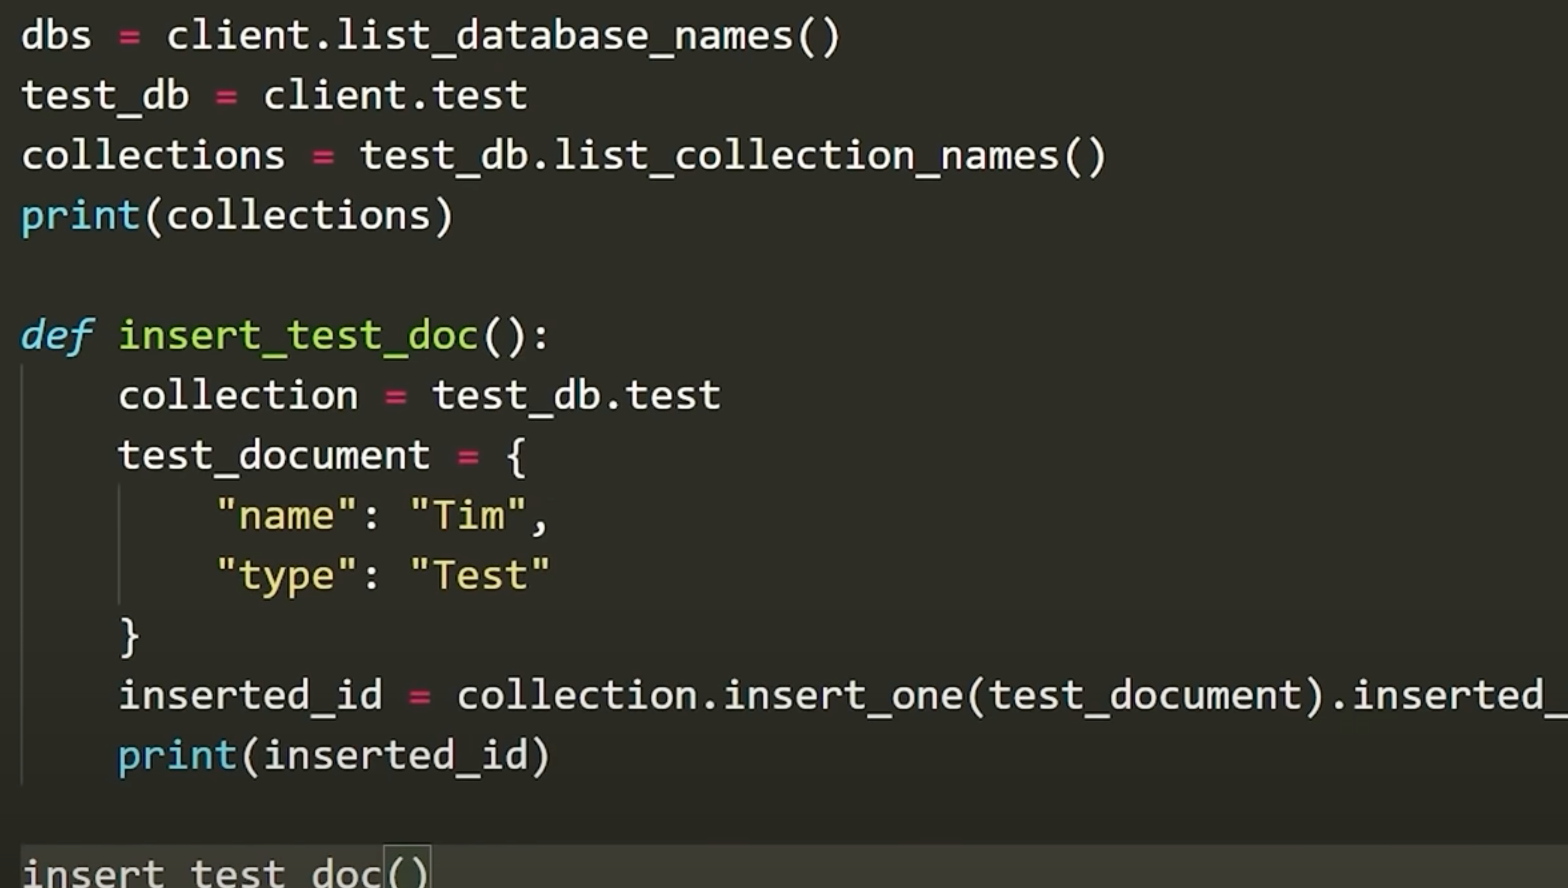 dbs = client.list_database_names()
test_db = client.test
collections = test_db.list_collection_names()
print(collections)
def insert_test_doc():
collection = test_db.test
test_document = {
"name": "Tim",
"type": "Test"
}
inserted_id = collection.insert_one(test_document).inserted_
print(inserted_id)
insert_test_doc()